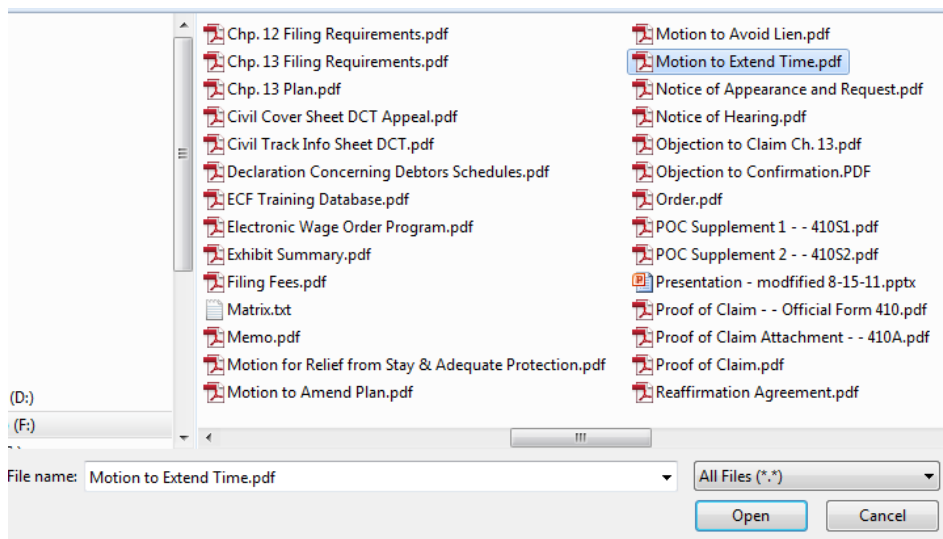 Chp. 12 Filing Requirements.pdf
Chp. 13 Filing Requirements.pdf
Chp. 13 Plan.pdf
Civil Cover Sheet DCT Appeal.pdf
Civil Track Info Sheet DCT.pdf
Declaration Concerning Debtors Schedules.pdf
ECF Training Database.pdf
Electronic Wage Order Program.pdf
Exhibit Summary.pdf
Filing Fees.pdf
Matrix.txt
Memo.pdf
Motion for Relief from Stay & Adequate Protection.pdf
Motion to Amend Plan.pdf
Motion to Avoid Lien.pdf
Motion to Extend Time.pdf
Notice of Appearance and Request.pdf
Notice of Hearing.pdf
Objection to Claim Ch. 13.pdf
Objection to Confirmation.PDF
Order.pdf
POC Supplement 1 - - 410S1.pdf
POC Supplement 2 - - 410S2.pdf
Presentation - modfified 8-15-11.pptx
Proof of Claim - - Official Form 410.pdf
Proof of Claim Attachment - - 410A.pdf
Proof of Claim.pdf
Reaffirmation Agreement.pdf
(D:)
(F:)
File name: Motion to Extend Time.pdf
All Files (*.*)
Open Cancel